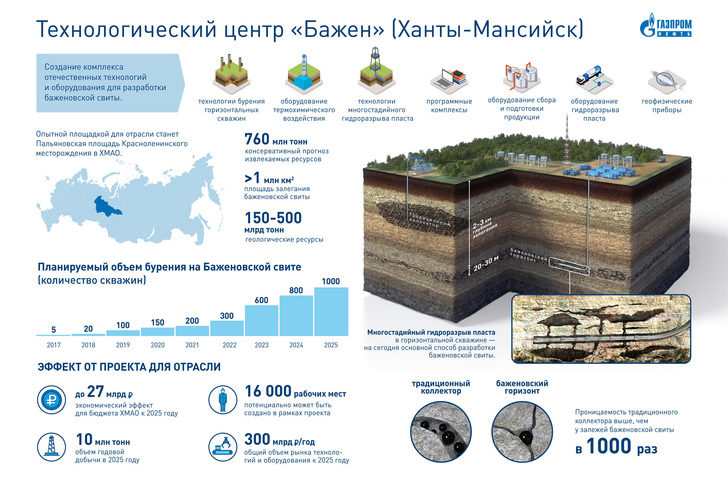 Технологический центр «Бажен» (Ханты-Мансийск)
ГАЗПРОМ
НЕФТЬ
Создание комплекса
отечественных технологий
и оборудования для разработки
баженовской свиты.
технологии бурения
горизонтальных
скважин
оборудование
термохимического
воздействия
технологии
многостадийного
гидроразрыва пласта
программные
комплексы
оборудование сбора
и подготовки
продукции
оборудование
гидроразрыва
пласта
геофизические
приборы
Опытной площадкой для отрасли станет
Пальяновская площадь Красноленинского
месторождения в ХМАО.
760 млн тонн
консервативный прогноз
извлекаемых ресурсов
>1 млн км²
площадь залегания
баженовской свиты
150-500
млрд тонн
геологические ресурсы
традиционный
коллектор
2–3 км
глубина
залегания
20–30 м
Баженовский
горизонт
Планируемый объем бурения на Баженовской свите
(количество скважин)
5
20
100
150
200
300
600
800
1000
2017
2018
2019
2020
2021
2022
2023
2024
2025
Многостадийный гидроразрыв пласта
в горизонтальной скважине —
на сегодня основной способ разработки
баженовской свиты.
ЭФФЕКТ ОТ ПРОЕКТА ДЛЯ ОТРАСЛИ
до 27 млрд ₽
экономический эффект
для бюджета ХМАО к 2025 году
16 000 рабочих мест
потенциально может быть
создано в рамках проекта
10 млн тонн
объем годовой
добычи в 2025 году
300 млрд ₽/год
общий объем рынка техноло-
гий и оборудования к 2025 году
традиционный
коллектор
баженовский
горизонт
Проницаемость традиционного
коллектора выше, чем
у залежей баженовской свиты
в 1000 раз